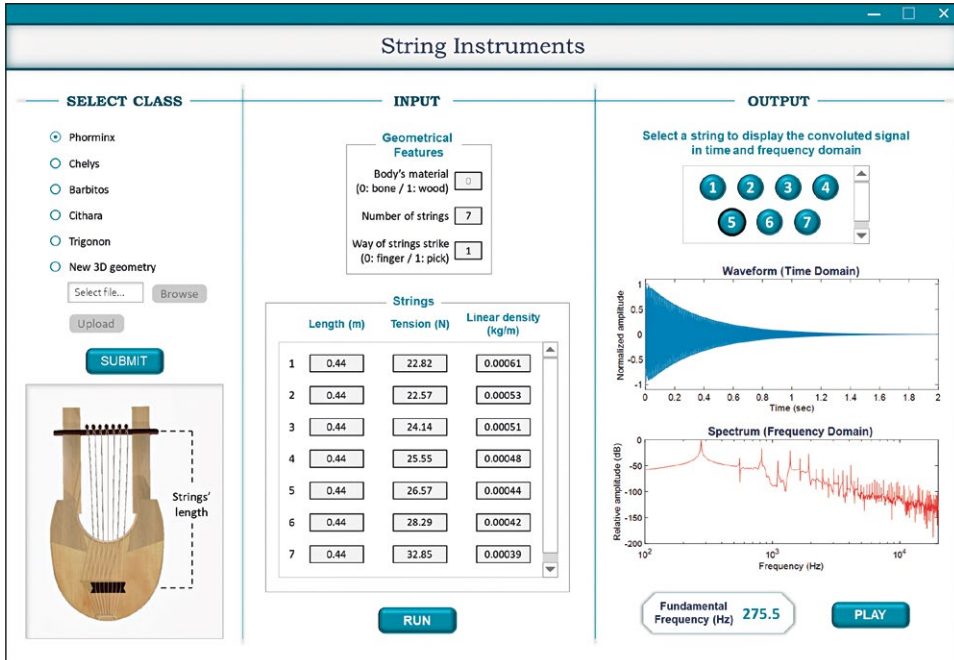 String Instruments
SELECT CLASS
Phorminx
Chelys
Barbitos
Cithara
Trigonon
New 3D geometry
Select file... Browse
Upload
SUBMIT
Strings'
length
INPUT
Geometrical
Features
Body's material
(0: bone / 1: wood) 0
Number of strings 7
Way of strings strike
(0: finger / 1: pick) 1
Strings
Length (m) Tension (N) Linear density
(kg/m)
1 0.44 22.82 0.00061
2 0.44 22.57 0.00053
3 0.44 24.14 0.00051
4 0.44 25.55 0.00048
5 0.44 26.57 0.00044
6 0.44 28.29 0.00042
7 0.44 32.85 0.00039
RUN
OUTPUT
Select a string to display the convoluted signal
in time and frequency domain
1 2 3 4
5 6 7
Waveform (Time Domain)
Normalized amplitude
1
0.5
0
-0.5
-1
0 0.2 0.4 0.6 0.8 1 1.2 1.4 1.6 1.8 2
Time (sec)
Spectrum (Frequency Domain)
Relative amplitude (dB)
0
-50
-100
-150
-200
10² 10³ 10⁴
Frequency (Hz)
Fundamental
Frequency (Hz) 275.5
PLAY